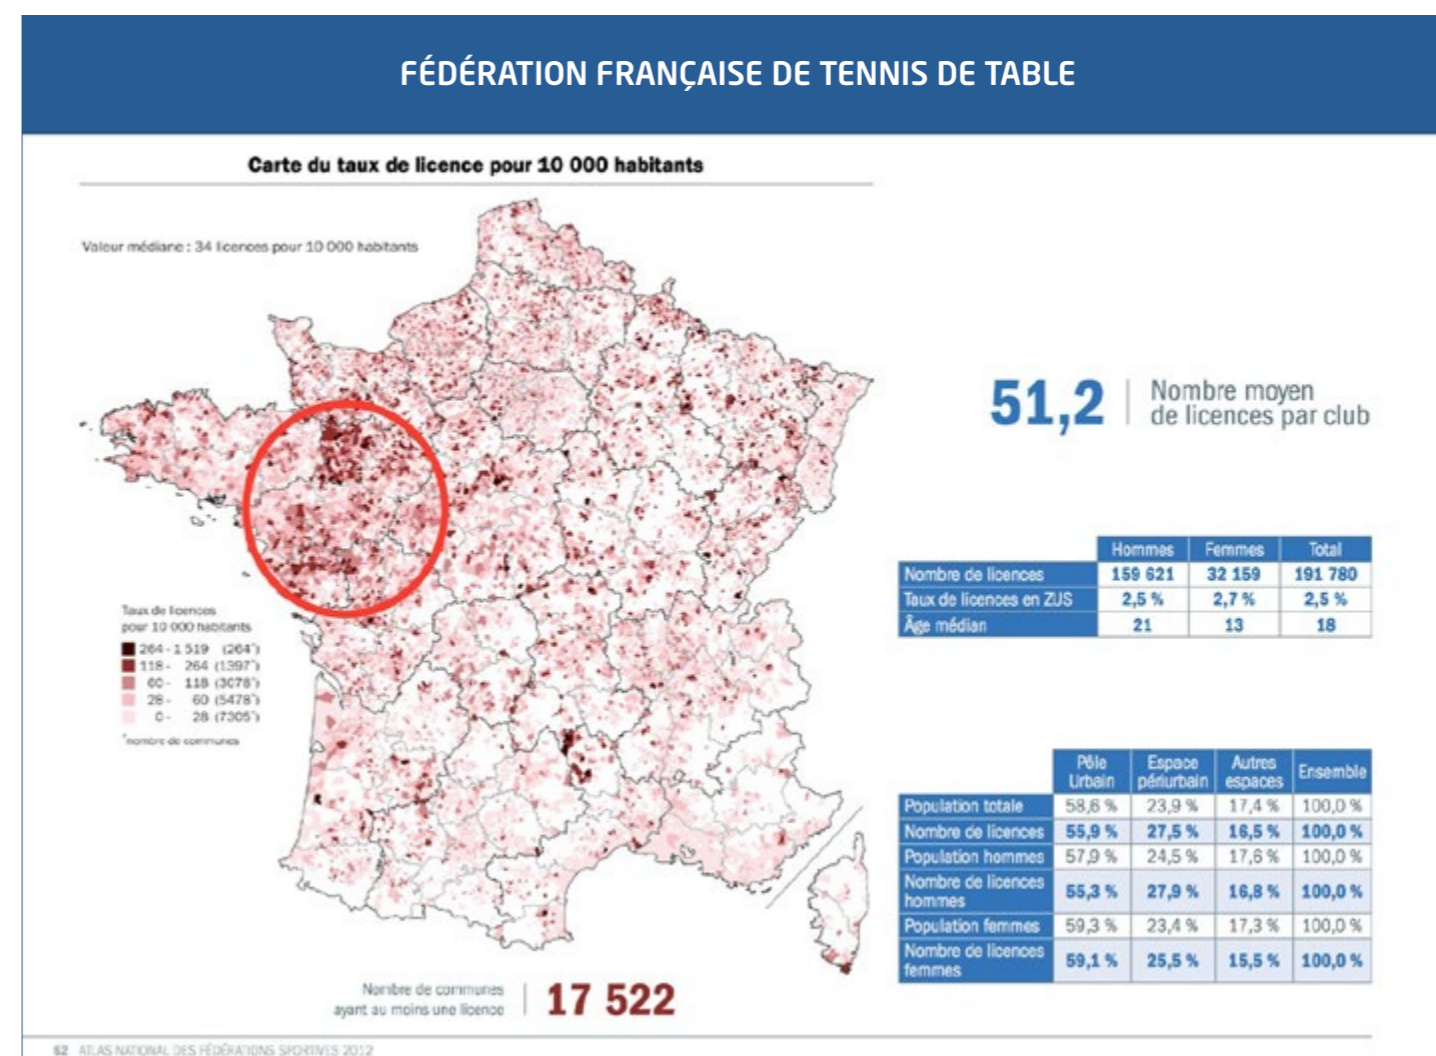 FÉDÉRATION FRANÇAISE DE TENNIS DE TABLE
Carte du taux de licence pour 10 000 habitants
Valeur médiane : 34 licences pour 10 000 habitants
51,2
Nombre moyen
de licences par club
Hommes Femmes Total
Nombre de licences 159 621 32 159 191 780
Taux de licences en ZUS 2,5 % 2,7 % 2,5 %
Âge médian 21 13 18
Taux de licences
pour 10 000 habitants
264 - 1 519 (264*)
118 - 264 (1397*)
60 - 118 (3078*)
28 - 60 (5478*)
0 - 28 (7305*)
*nombre de communes
Pôle Urbain Espace périurbain Autres espaces Ensemble
Population totale 58,6 % 23,9 % 17,4 % 100,0 %
Nombre de licences 55,9 % 27,5 % 16,5 % 100,0 %
Population hommes 57,9 % 24,5 % 17,6 % 100,0 %
Nombre de licences hommes 55,3 % 27,9 % 16,8 % 100,0 %
Population femmes 59,3 % 23,4 % 17,3 % 100,0 %
Nombre de licences femmes 59,1 % 25,5 % 15,5 % 100,0 %
Nombre de communes
ayant au moins une licence
17 522
62 ATLAS NATIONAL DES FÉDÉRATIONS SPORTIVES 2012